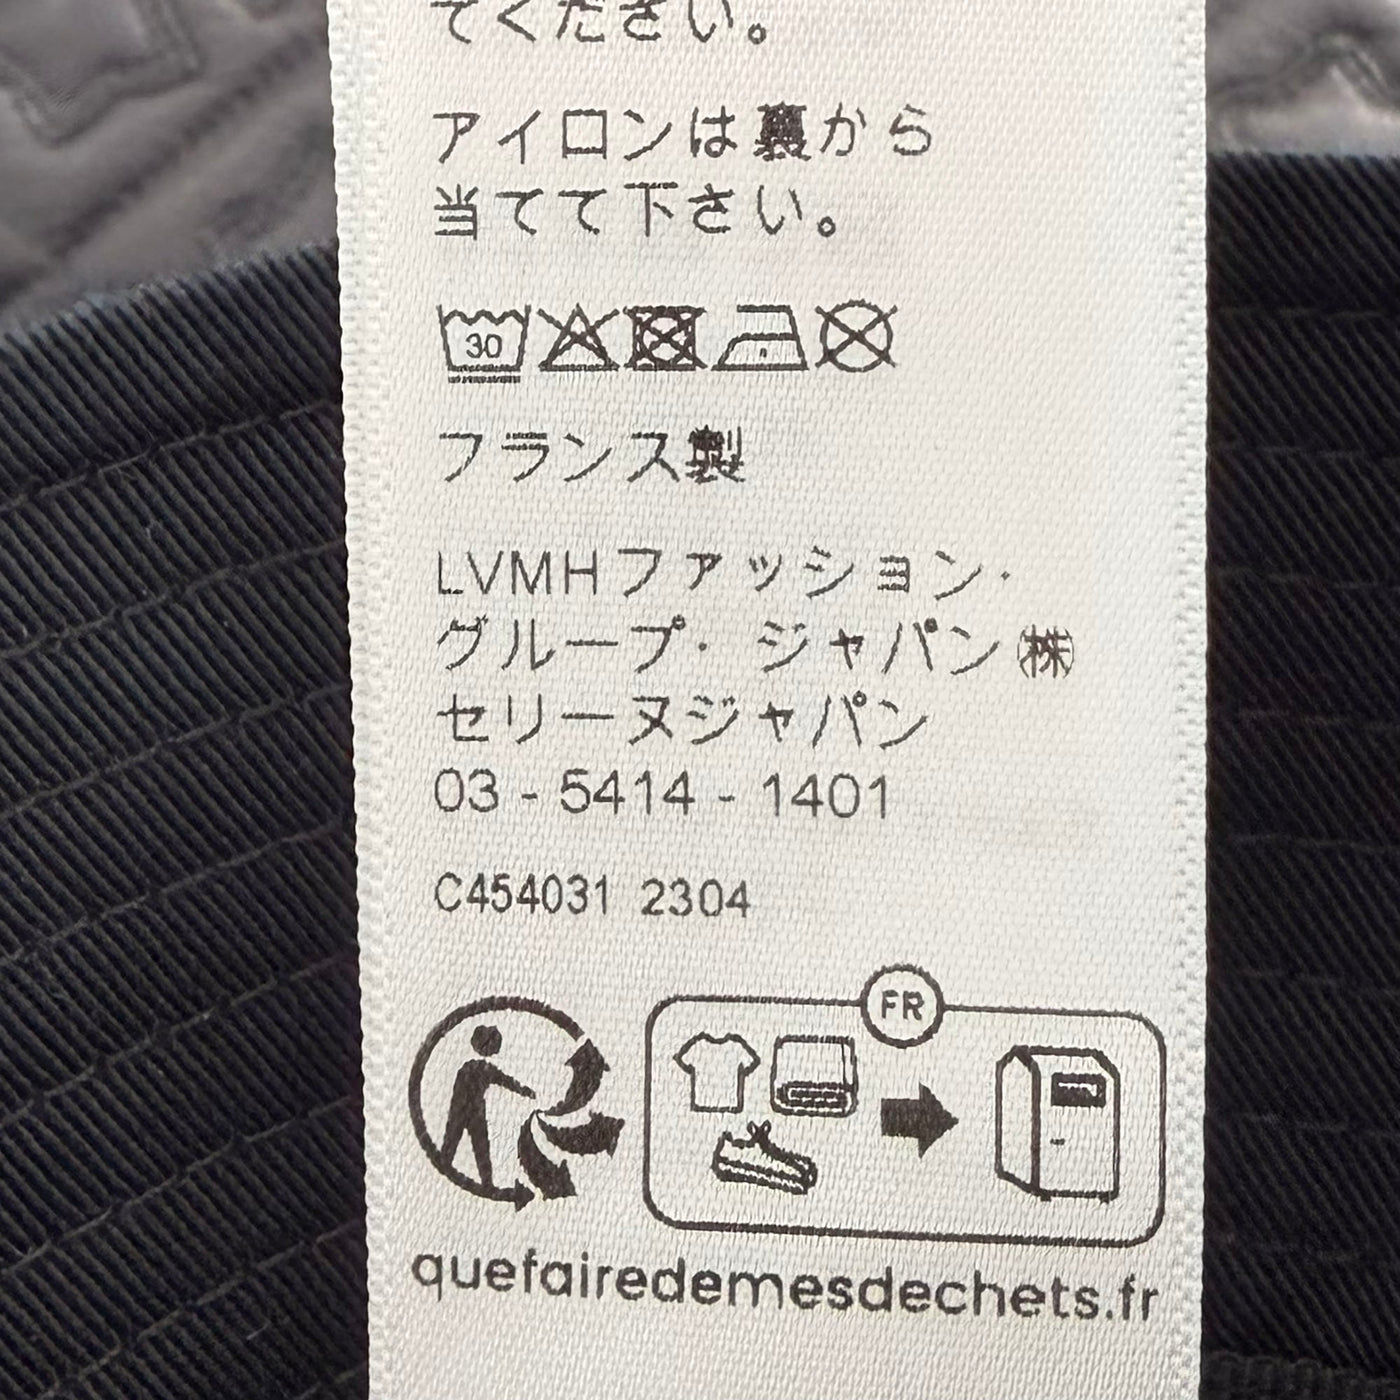 てください。
アイロンは裏から
当てて下さい。
30
フランス製
LVMHファッション·
グループ· ジャパン㈱
セリーヌジャパン
03 - 5414 - 1401
C454031 2304
FR
quefairedemesdechets.fr